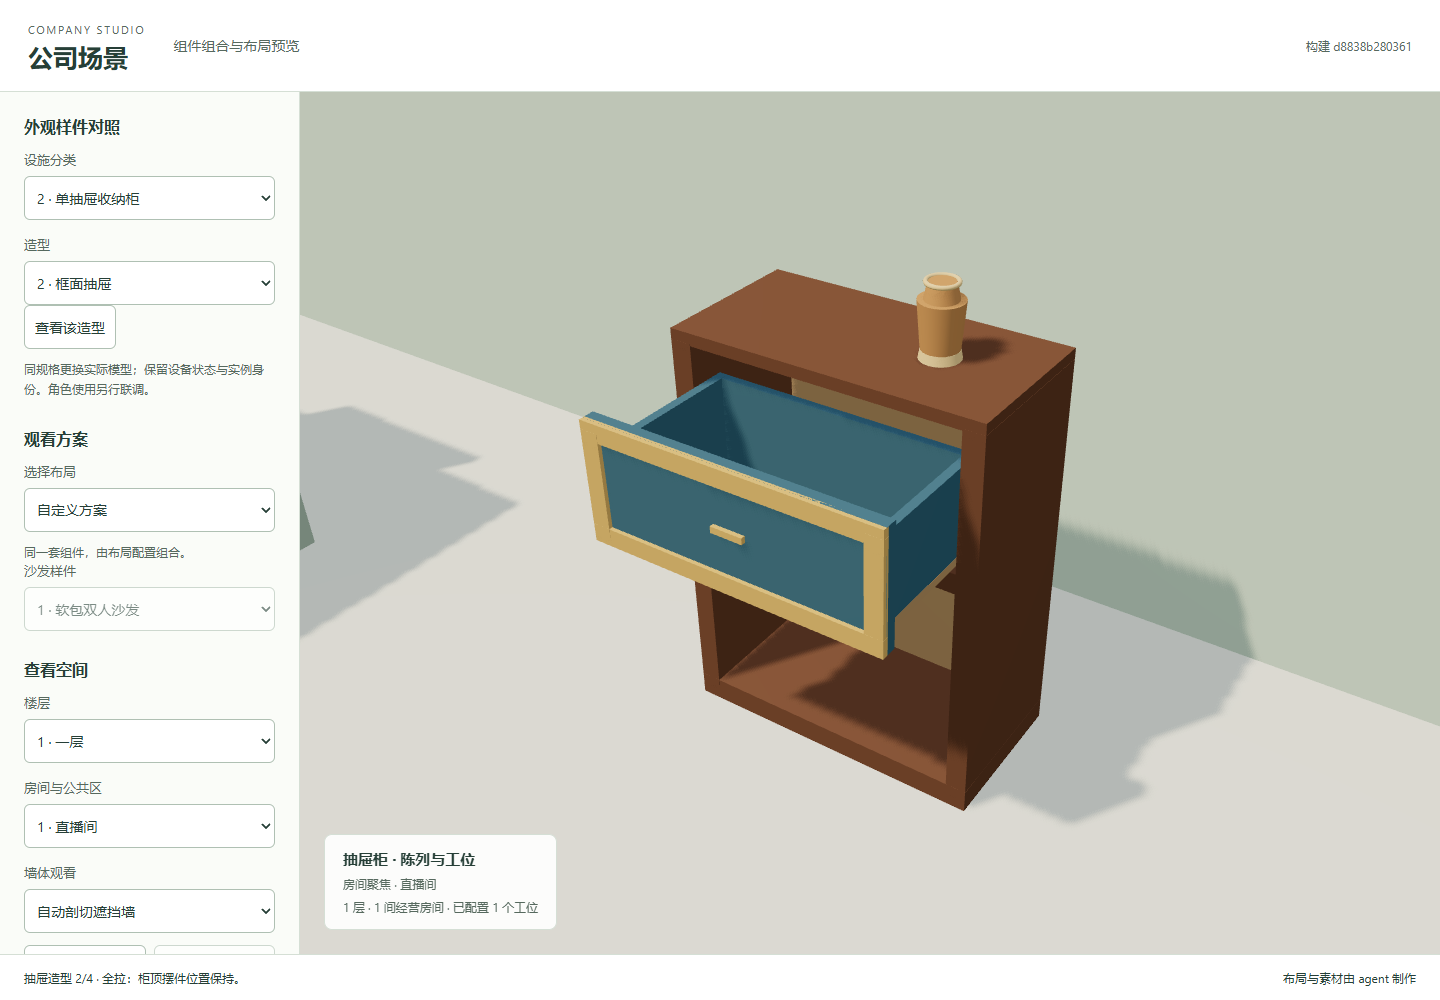 COMPANY STUDIO
公司场景
组件组合与布局预览
构建 d8838b280361
外观样件对照
设施分类
2 · 单抽屉收纳柜
造型
2 · 框面抽屉
查看该造型
同规格更换实际模型；保留设备状态与实例身
份。角色使用另行联调。
观看方案
选择布局
自定义方案
同一套组件，由布局配置组合。
沙发样件
1 · 软包双人沙发
查看空间
楼层
1 · 一层
房间与公共区
1 · 直播间
墙体观看
自动剖切遮挡墙
抽屉柜 · 陈列与工位
房间聚焦 · 直播间
1 层 · 1 间经营房间 · 已配置 1 个工位
抽屉造型 2/4 · 全拉：柜顶摆件位置保持。
布局与素材由 agent 制作